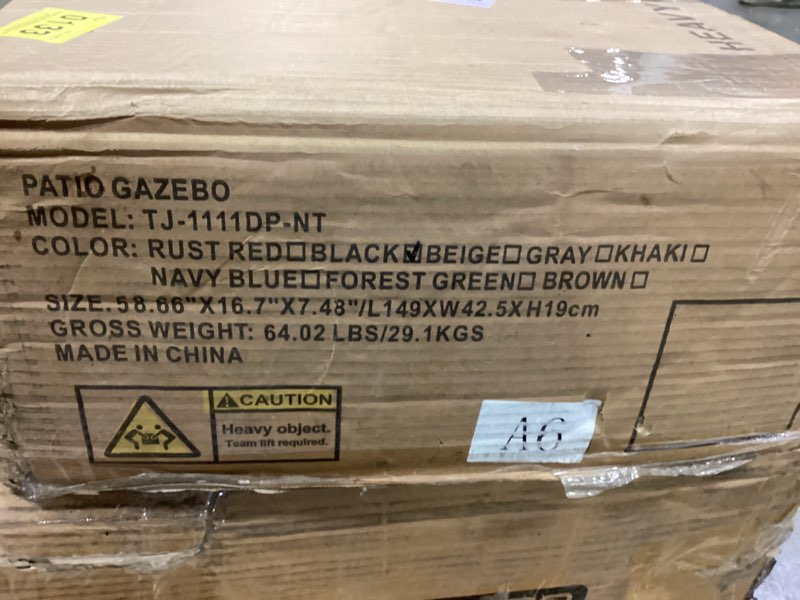 0133
HEAVY
PATIO GAZEBO
MODEL: TJ-1111DP-NT
COLOR: RUST RED☐BLACK☑BEIGE☐GRAY☐KHAKI☐
NAVY BLUE☐FOREST GREEN☐BROWN☐
SIZE.58.66"X16.7"X7.48"/L149XW42.5XH19cm
GROSS WEIGHT: 64.02 LBS/29.1KGS
MADE IN CHINA
CAUTION
Heavy object.
Team lift required.
A6